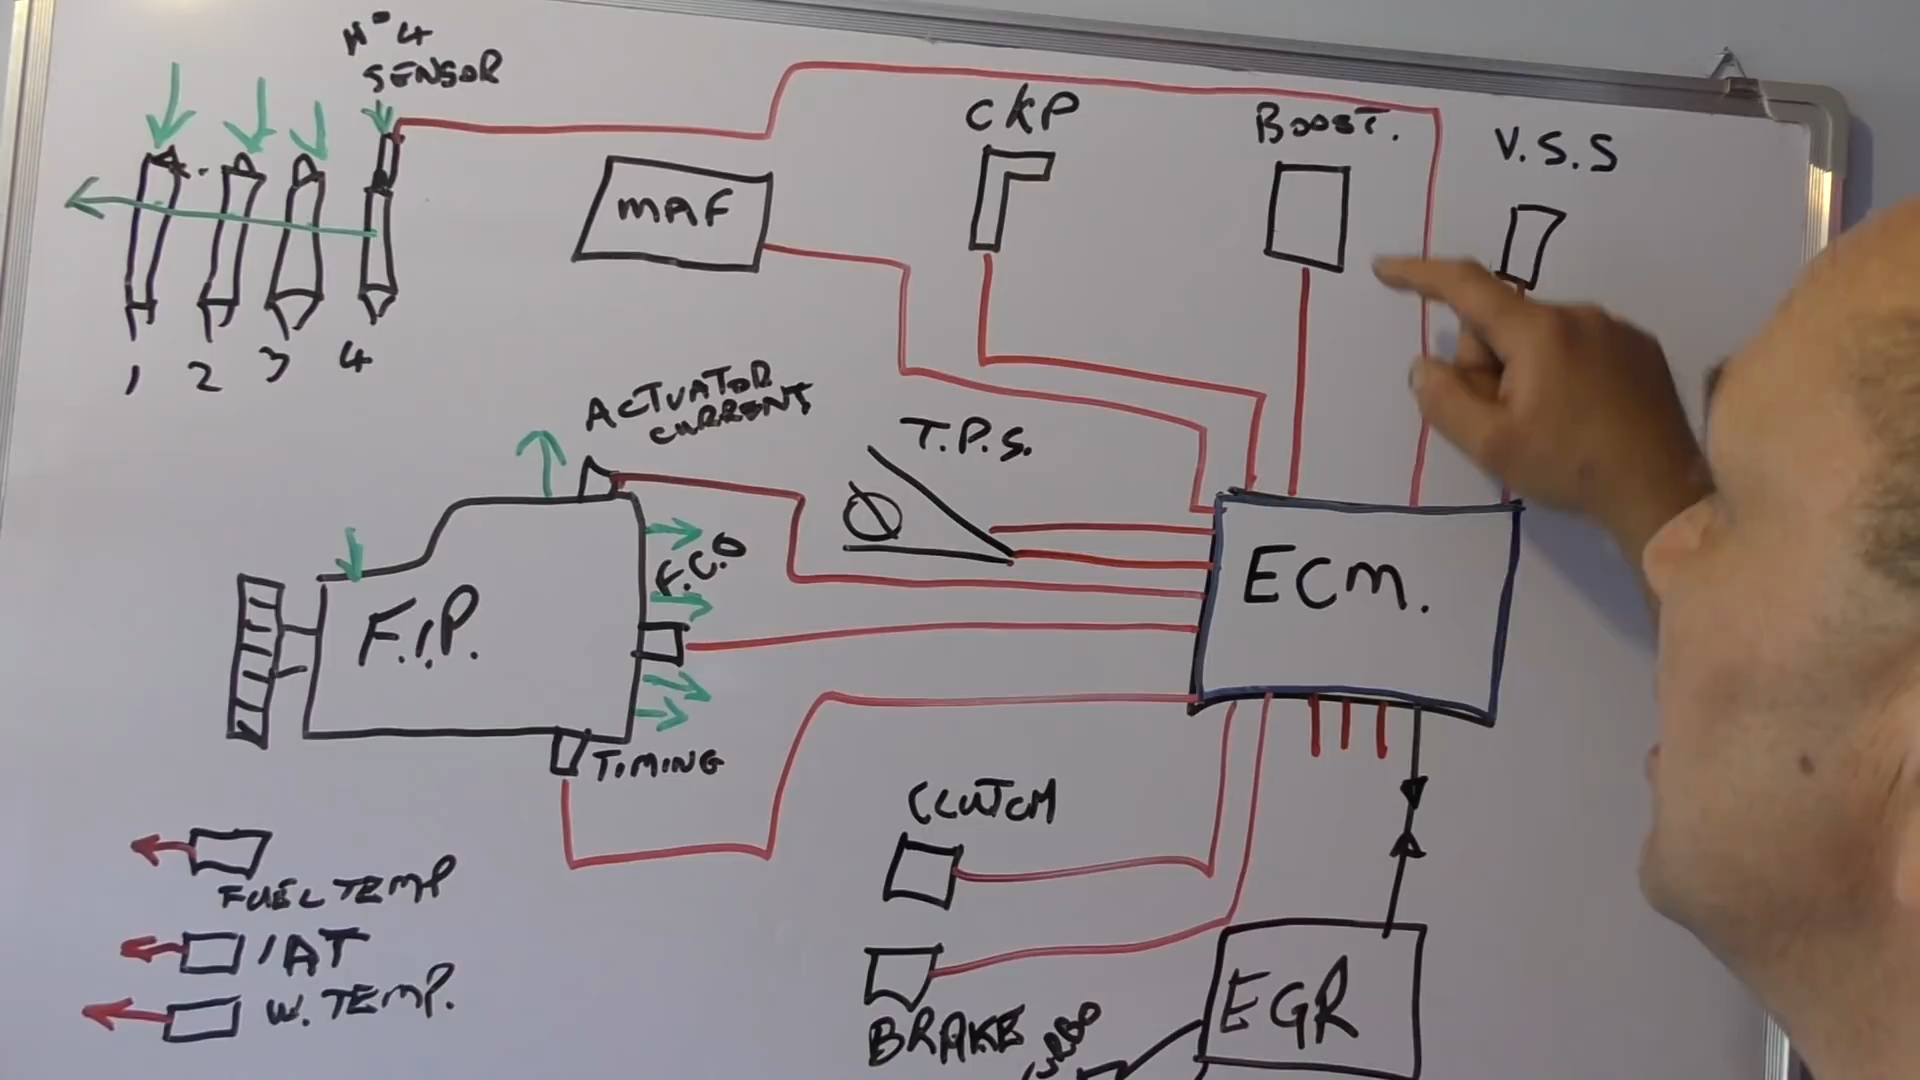 Nº 4
SENSOR
CKP
BOOST.
V.S.S
MAF
1 2 3 4
ACTUATOR
CURRENT
T.P.S.
F.C.O
F.I.P.
ECM.
TIMING
CLUTCH
FUEL TEMP
IAT
W. TEMP.
BRAKE
EGR